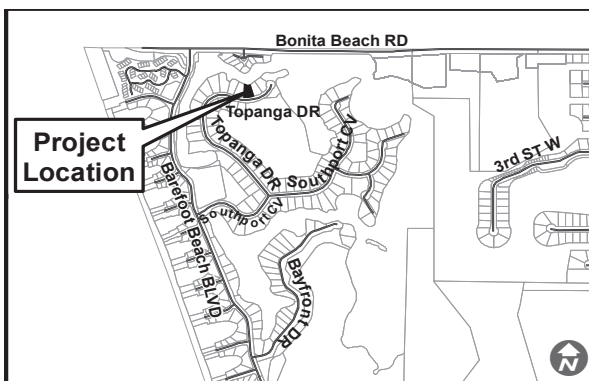 Bonita Beach RD
Topanga DR
Project
Location
Topanga DR
Southport CV
3rd ST W
Barefoot Beach BLVD
Southport CV
Bayfront DR
N